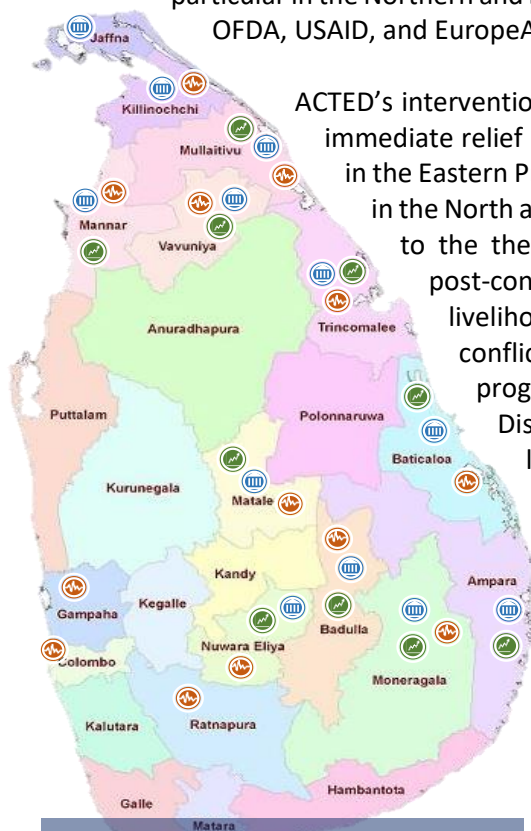 particular in the Northern and
OFDA, USAID, and EuropeA
ACTED's interventio
immediate relief
in the Eastern P
in the North a
to the the
post-con
liveliho
conflic
prog
Dis
Jaffna
Killinochchi
Mullaitivu
Mannar
Vavuniya
Trincomalee
Anuradhapura
Puttalam
Polonnaruwa
Baticaloa
Kurunegala
Matale
Kandy
Ampara
Gampaha
Kegalle
Badulla
Nuwara Eliya
Colombo
Moneragala
Kalutara
Ratnapura
Hambantota
Galle
Matara